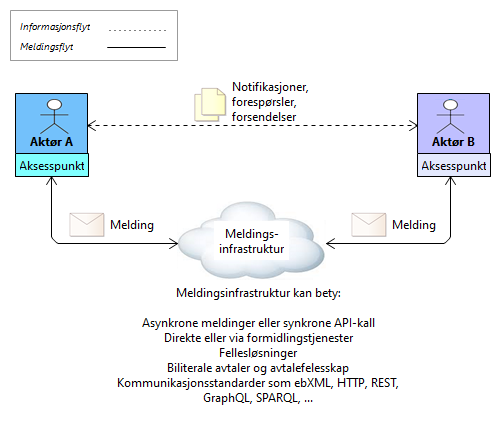 Informasjonsflyt
Meldingsflyt
Notifikasjoner,
forespørsler,
forsendelser
Aktør A
Aksesspunkt
Aktør B
Aksesspunkt
Melding
Meldings-
infrastruktur
Melding
Meldingsinfrastruktur kan bety:
Asynkrone meldinger eller synkrone API-kall
Direkte eller via formidlingstjenester
Fellesløsninger
Biliterale avtaler og avtalefelesskap
Kommunikasjonsstandarder som ebXML, HTTP, REST,
GraphQL, SPARQL, ...